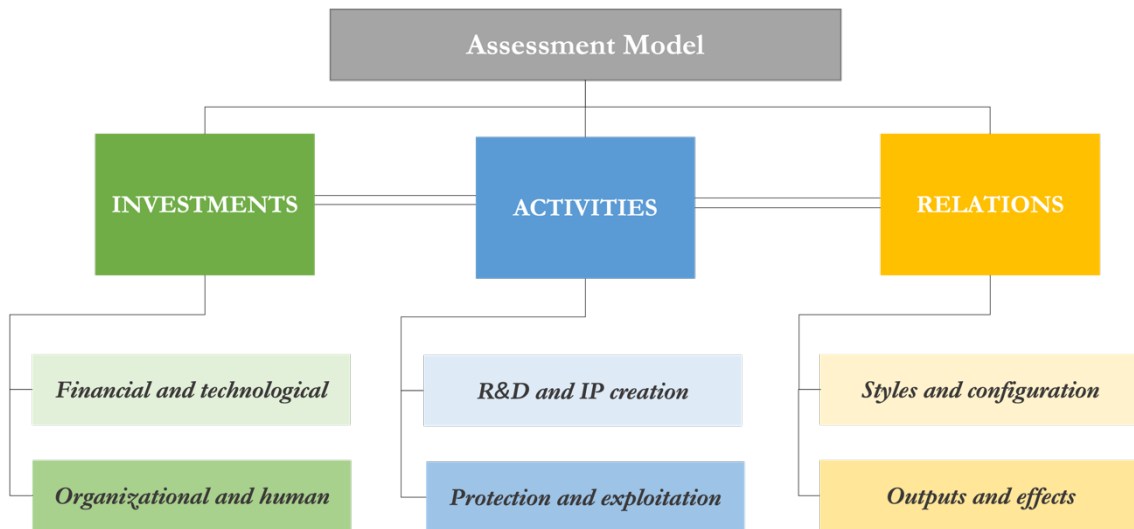 Assessment Model
INVESTMENTS
ACTIVITIES
RELATIONS
Financial and technological
R&D and IP creation
Styles and configuration
Organizational and human
Protection and exploitation
Outputs and effects